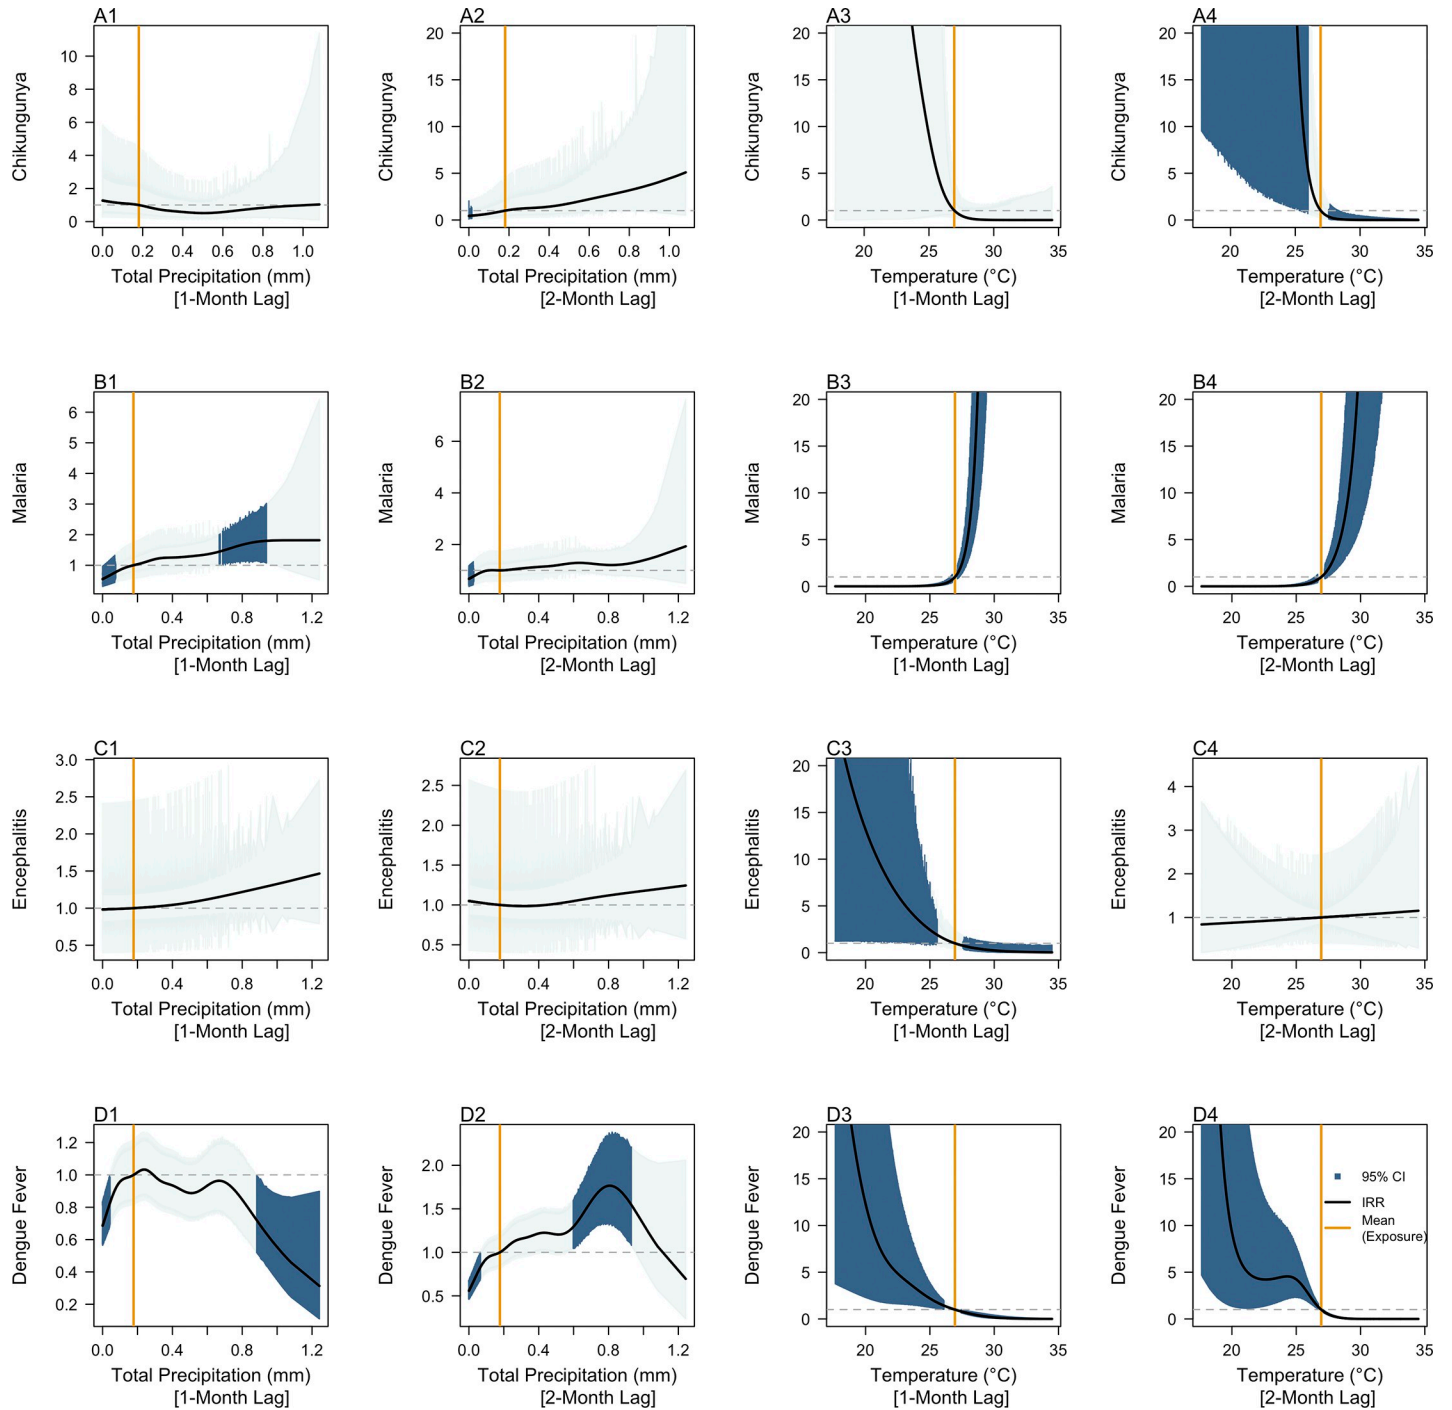 A1
Chikungunya
10
8
6
4
2
0
0.0 0.2 0.4 0.6 0.8 1.0
Total Precipitation (mm)
[1-Month Lag]
A2
Chikungunya
20
15
10
5
0
0.0 0.2 0.4 0.6 0.8 1.0
Total Precipitation (mm)
[2-Month Lag]
A3
Chikungunya
20
15
10
5
0
20 25 30 35
Temperature (°C)
[1-Month Lag]
A4
Chikungunya
20
15
10
5
0
20 25 30 35
Temperature (°C)
[2-Month Lag]
B1
Malaria
6
5
4
3
2
1
0.0 0.4 0.8 1.2
Total Precipitation (mm)
[1-Month Lag]
B2
Malaria
6
4
2
0.0 0.4 0.8 1.2
Total Precipitation (mm)
[2-Month Lag]
B3
Malaria
20
15
10
5
0
20 25 30 35
Temperature (°C)
[1-Month Lag]
B4
Malaria
20
15
10
5
0
20 25 30 35
Temperature (°C)
[2-Month Lag]
C1
Encephalitis
3.0
2.5
2.0
1.5
1.0
0.5
0.0 0.4 0.8 1.2
Total Precipitation (mm)
[1-Month Lag]
C2
Encephalitis
2.5
2.0
1.5
1.0
0.5
0.0 0.4 0.8 1.2
Total Precipitation (mm)
[2-Month Lag]
C3
Encephalitis
20
15
10
5
0
20 25 30 35
Temperature (°C)
[1-Month Lag]
C4
Encephalitis
4
3
2
1
20 25 30 35
Temperature (°C)
[2-Month Lag]
D1
Dengue Fever
1.2
1.0
0.8
0.6
0.4
0.2
0.0 0.4 0.8 1.2
Total Precipitation (mm)
[1-Month Lag]
D2
Dengue Fever
2.0
1.5
1.0
0.5
0.0 0.4 0.8 1.2
Total Precipitation (mm)
[2-Month Lag]
D3
Dengue Fever
20
15
10
5
0
20 25 30 35
Temperature (°C)
[1-Month Lag]
D4
Dengue Fever
20
15
10
5
0
95% CI
IRR
Mean
(Exposure)
20 25 30 35
Temperature (°C)
[2-Month Lag]